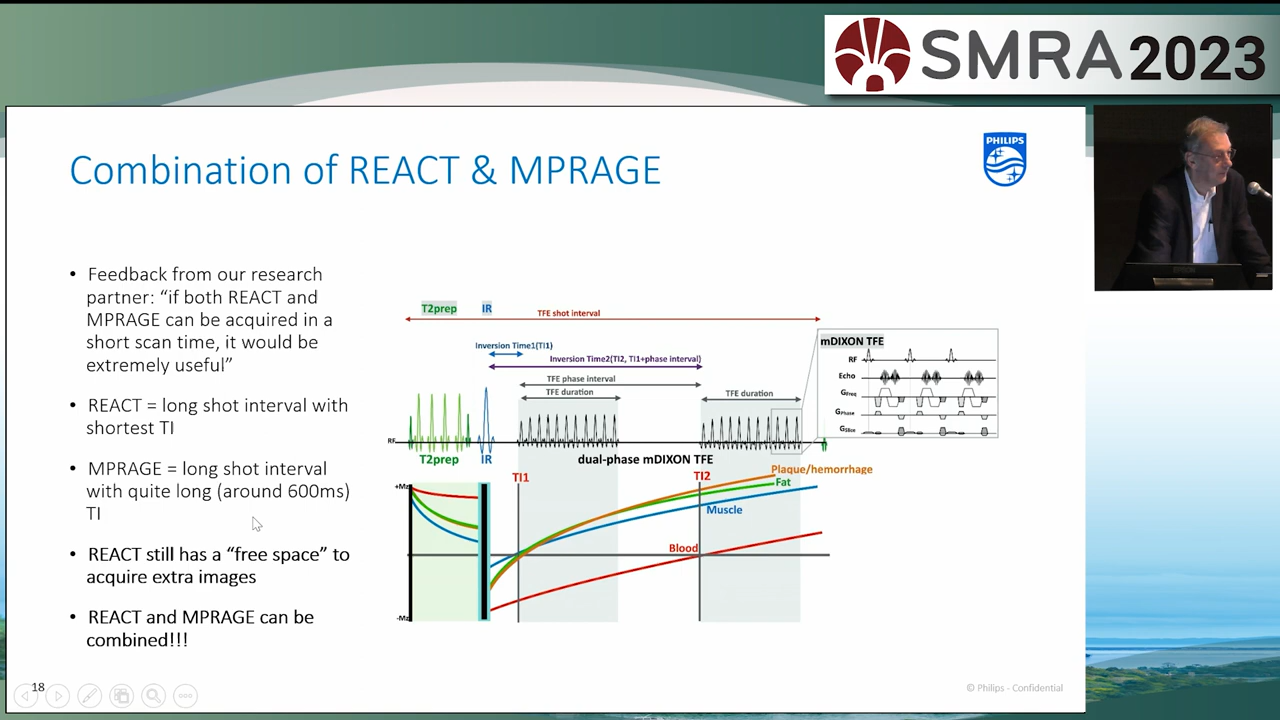 SMRA 2023
PHILIPS
Combination of REACT & MPRAGE
• Feedback from our research
partner: “if both REACT and
MPRAGE can be acquired in a
short scan time, it would be
extremely useful”
• REACT = long shot interval with
shortest TI
• MPRAGE = long shot interval
with quite long (around 600ms)
TI
• REACT still has a “free space” to
acquire extra images
• REACT and MPRAGE can be
combined!!!
T2prep
IR
TFE shot interval
Inversion Time1(TI1)
Inversion Time2(TI2, TI1+phase interval)
TFE phase interval
TFE duration
TFE duration
RF
T2prep
IR
dual-phase mDIXON TFE
mDIXON TFE
RF
Echo
GFreq
GPhase
+Mz
TI1
TI2
Plaque/hemorrhage
Fat
Muscle
Blood
-Mz
18
© Philips - Confidential